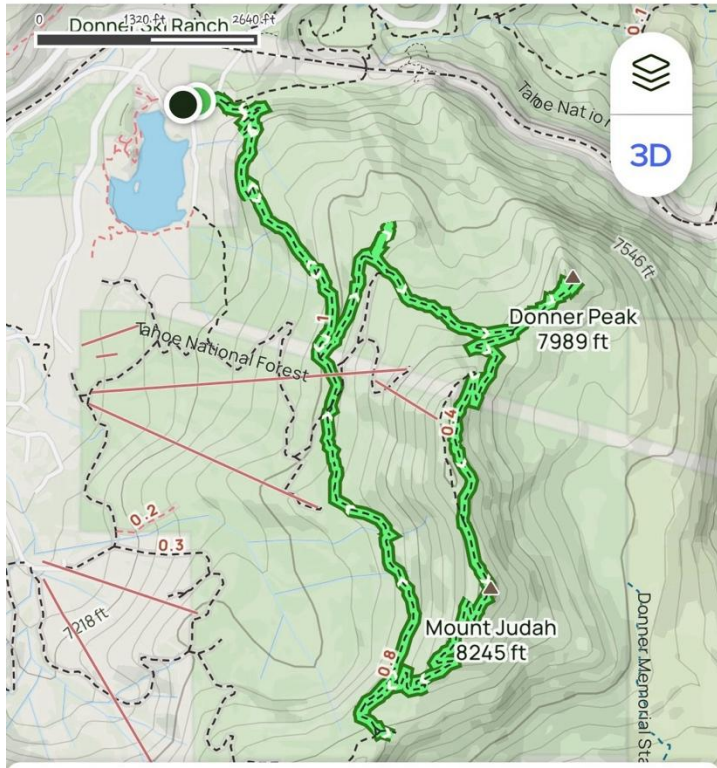 0 1320 ft 2640 ft
Donner Ski Ranch
0.1
Tahoe Natio
3D
7546 ft
Donner Peak
7989 ft
1
Tahoe National Forest
0.4
0.2
0.3
7218 ft
Mount Judah
8245 ft
0.8
Donner Memorial Sta